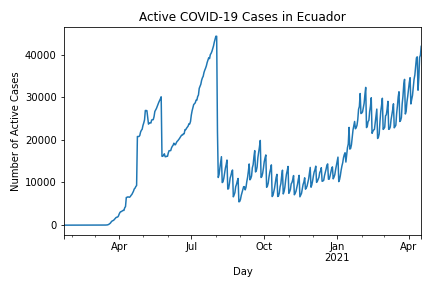 Active COVID-19 Cases in Ecuador
Number of Active Cases
40000
30000
20000
10000
0
Apr
Jul
Oct
Jan
2021
Apr
Day